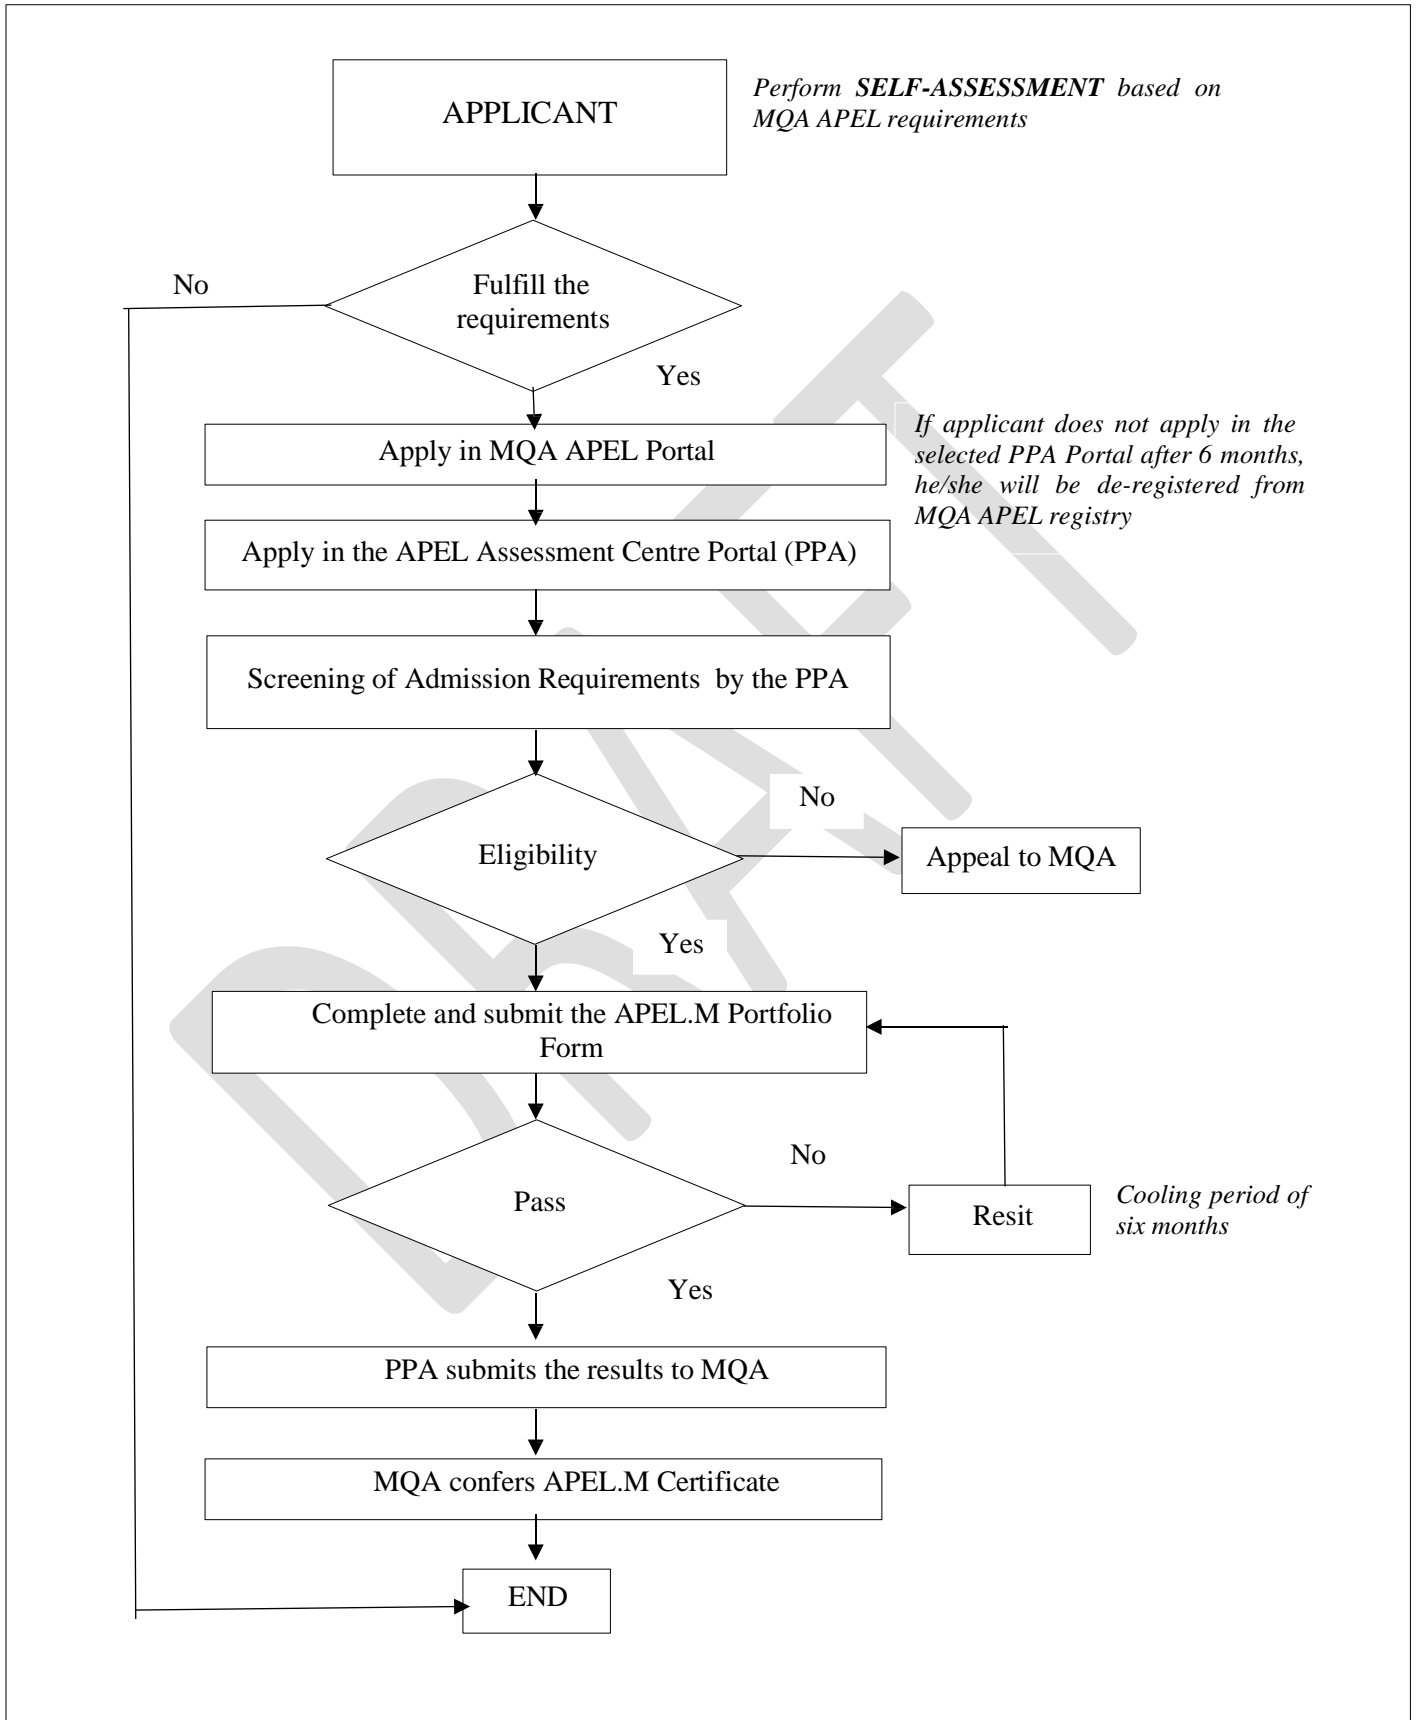 APPLICANT
Perform SELF-ASSESSMENT based on
MQA APEL requirements
No
Fulfill the
requirements
Yes
Apply in MQA APEL Portal
If applicant does not apply in the
selected PPA Portal after 6 months,
he/she will be de-registered from
MQA APEL registry
Apply in the APEL Assessment Centre Portal (PPA)
Screening of Admission Requirements by the PPA
No
Eligibility
Appeal to MQA
Yes
Complete and submit the APEL.M Portfolio
Form
No
Pass
Resit
Cooling period of
six months
Yes
PPA submits the results to MQA
MQA confers APEL.M Certificate
END
DRAFT